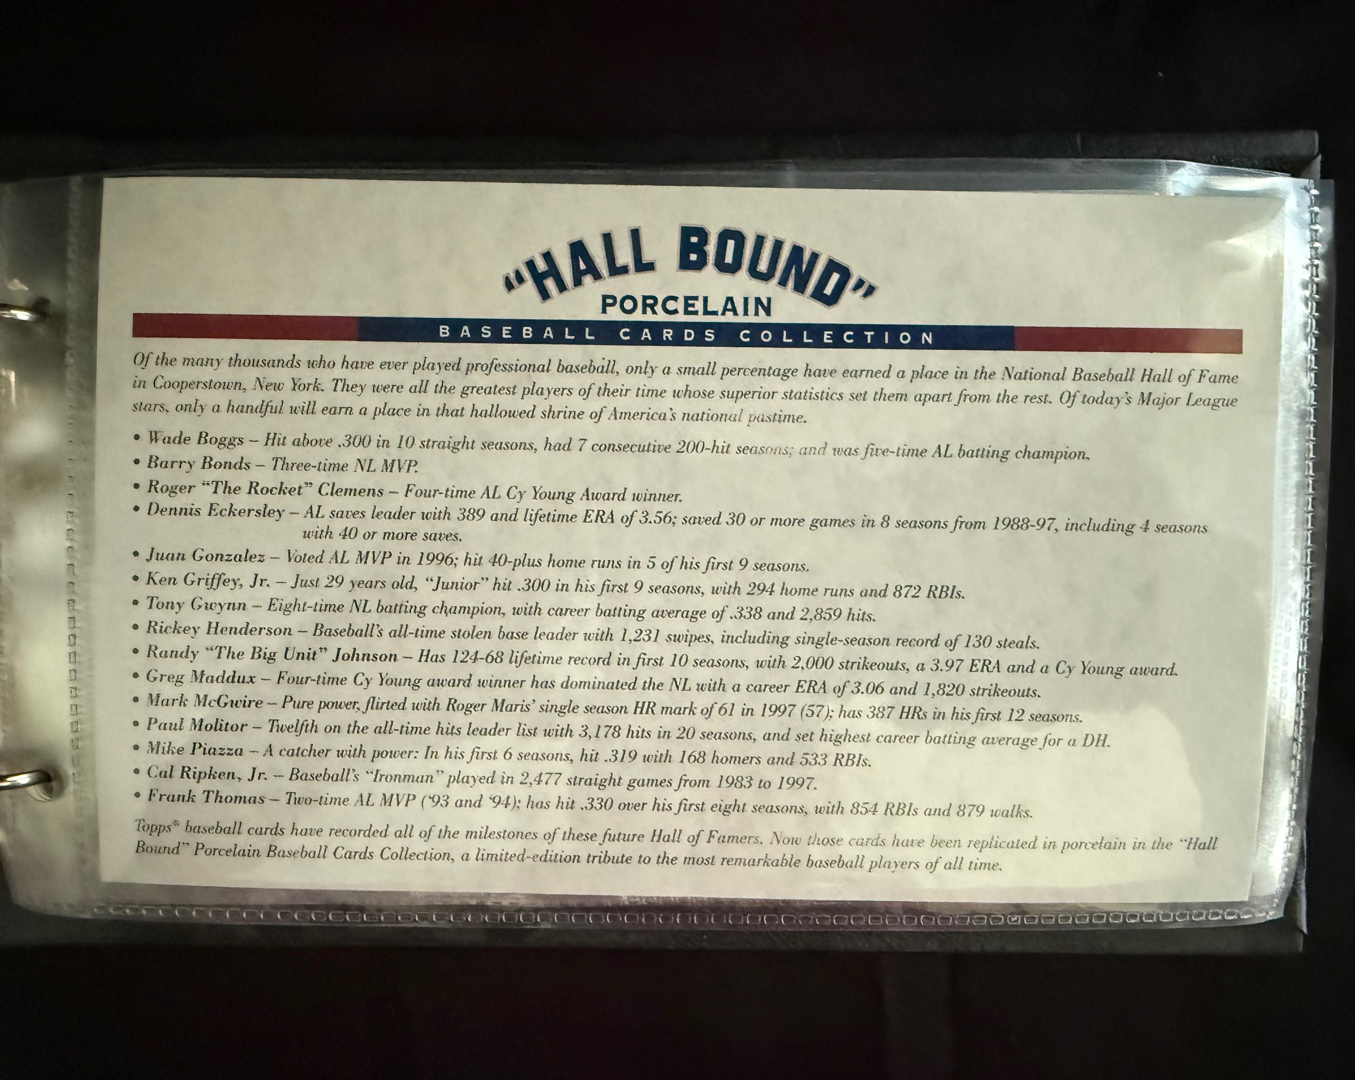 "HALL BOUND"
PORCELAIN
BASEBALL CARDS COLLECTION
Of the many thousands who have ever played professional baseball, only a small percentage have earned a place in the National Baseball Hall of Fame
in Cooperstown, New York. They were all the greatest players of their time whose superior statistics set them apart from the rest. Of today's Major League
stars, only a handful will earn a place in that hallowed shrine of America's national pastime.
• Wade Boggs – Hit above .300 in 10 straight seasons, had 7 consecutive 200-hit seasons; and was five-time AL batting champion.
• Barry Bonds – Three-time NL MVP.
• Roger "The Rocket" Clemens – Four-time AL Cy Young Award winner.
• Dennis Eckersley – AL saves leader with 389 and lifetime ERA of 3.56; saved 30 or more games in 8 seasons from 1988-97, including 4 seasons
with 40 or more saves.
• Juan Gonzalez – Voted AL MVP in 1996; hit 40-plus home runs in 5 of his first 9 seasons.
• Ken Griffey, Jr. – Just 29 years old, "Junior" hit .300 in his first 9 seasons, with 294 home runs and 872 RBIs.
• Tony Gwynn – Eight-time NL batting champion, with career batting average of .338 and 2,859 hits.
• Rickey Henderson – Baseball's all-time stolen base leader with 1,231 swipes, including single-season record of 130 steals.
• Randy "The Big Unit" Johnson – Has 124-68 lifetime record in first 10 seasons, with 2,000 strikeouts, a 3.97 ERA and a Cy Young award.
• Greg Maddux – Four-time Cy Young award winner has dominated the NL with a career ERA of 3.06 and 1,820 strikeouts.
• Mark McGwire – Pure power, flirted with Roger Maris' single season HR mark of 61 in 1997 (57); has 387 HRs in his first 12 seasons.
• Paul Molitor – Twelfth on the all-time hits leader list with 3,178 hits in 20 seasons, and set highest career batting average for a DH.
• Mike Piazza – A catcher with power: In his first 6 seasons, hit .319 with 168 homers and 533 RBIs.
• Cal Ripken, Jr. – Baseball's "Ironman" played in 2,477 straight games from 1983 to 1997.
• Frank Thomas – Two-time AL MVP ('93 and '94); has hit .330 over his first eight seasons, with 854 RBIs and 879 walks.
Topps® baseball cards have recorded all of the milestones of these future Hall of Famers. Now those cards have been replicated in porcelain in the "Hall
Bound" Porcelain Baseball Cards Collection, a limited-edition tribute to the most remarkable baseball players of all time.